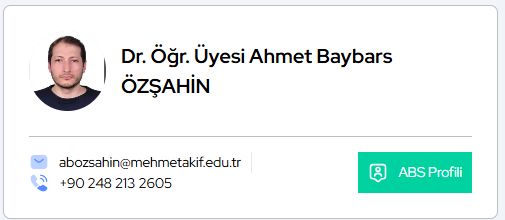 Dr. Öğr. Üyesi Ahmet Baybars
ÖZŞAHİN
abozsahin@mehmetakif.edu.tr
+90 248 213 2605
ABS Profili